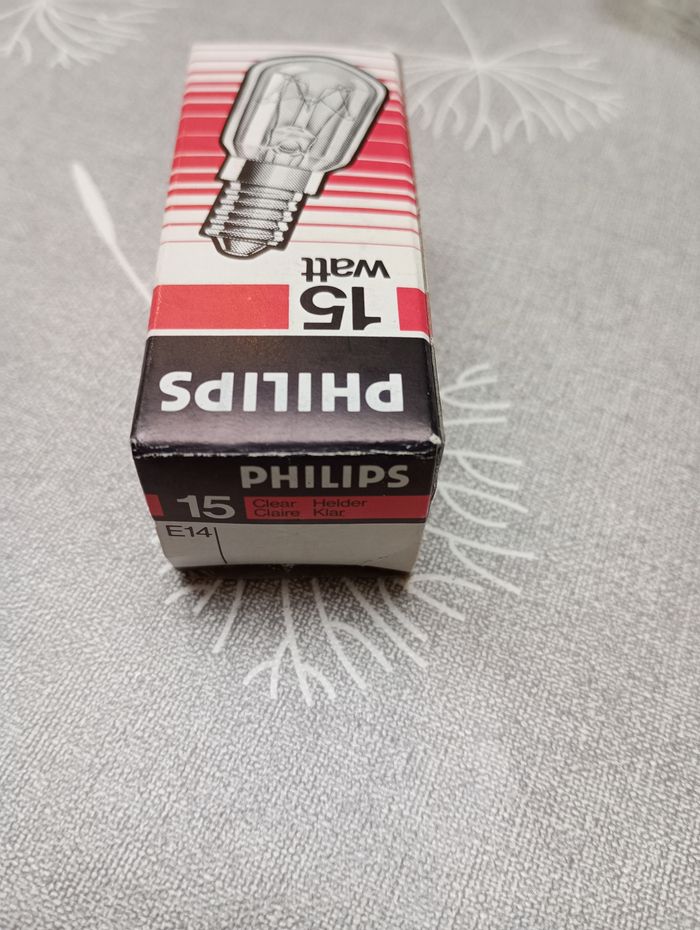 15
watt
PHILIPS
PHILIPS
15
Clear Helder
Claire Klar
E14